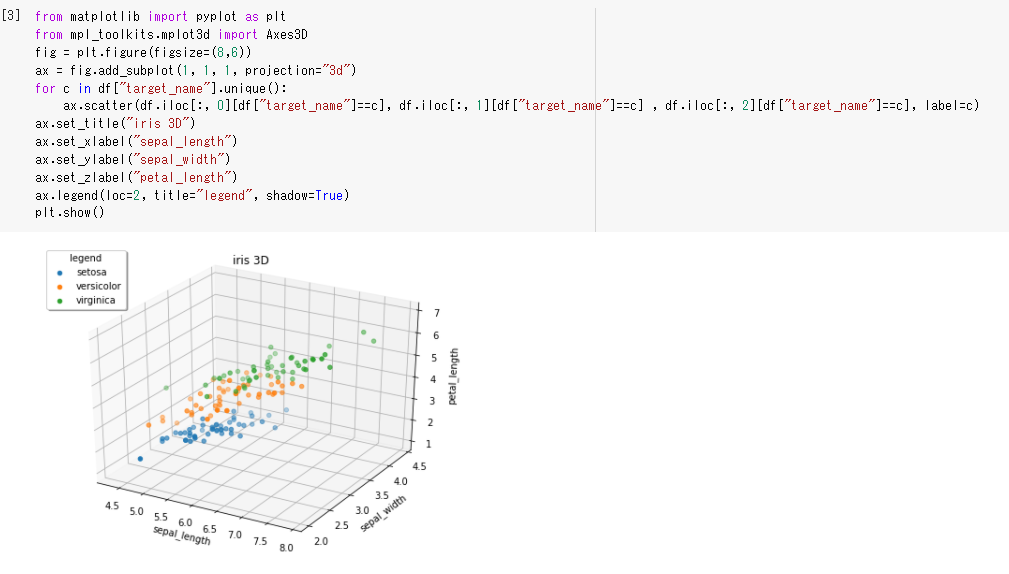 [3] from matplotlib import pyplot as plt
from mpl_toolkits.mplot3d import Axes3D
fig = plt.figure(figsize=(8,6))
ax = fig.add_subplot(1, 1, 1, projection="3d")
for c in df["target_name"].unique():
    ax.scatter(df.iloc[:, 0][df["target_name"]==c], df.iloc[:, 1][df["target_name"]==c] , df.iloc[:, 2][df["target_name"]==c], label=c)
ax.set_title("iris 3D")
ax.set_xlabel("sepal_length")
ax.set_ylabel("sepal_width")
ax.set_zlabel("petal_length")
ax.legend(loc=2, title="legend", shadow=True)
plt.show()
legend
setosa
versicolor
virginica
iris 3D
7
6
5
4
3
2
1
petal_length
4.5
4.0
3.5
3.0
2.5
2.0
sepal_width
4.5
5.0
5.5
6.0
6.5
7.0
7.5
8.0
sepal_length